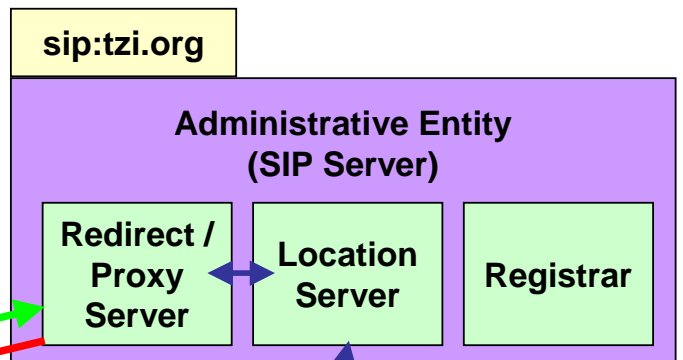 sip:tzi.org
Administrative Entity
(SIP Server)
Redirect /
Proxy
Server
Location
Server
Registrar